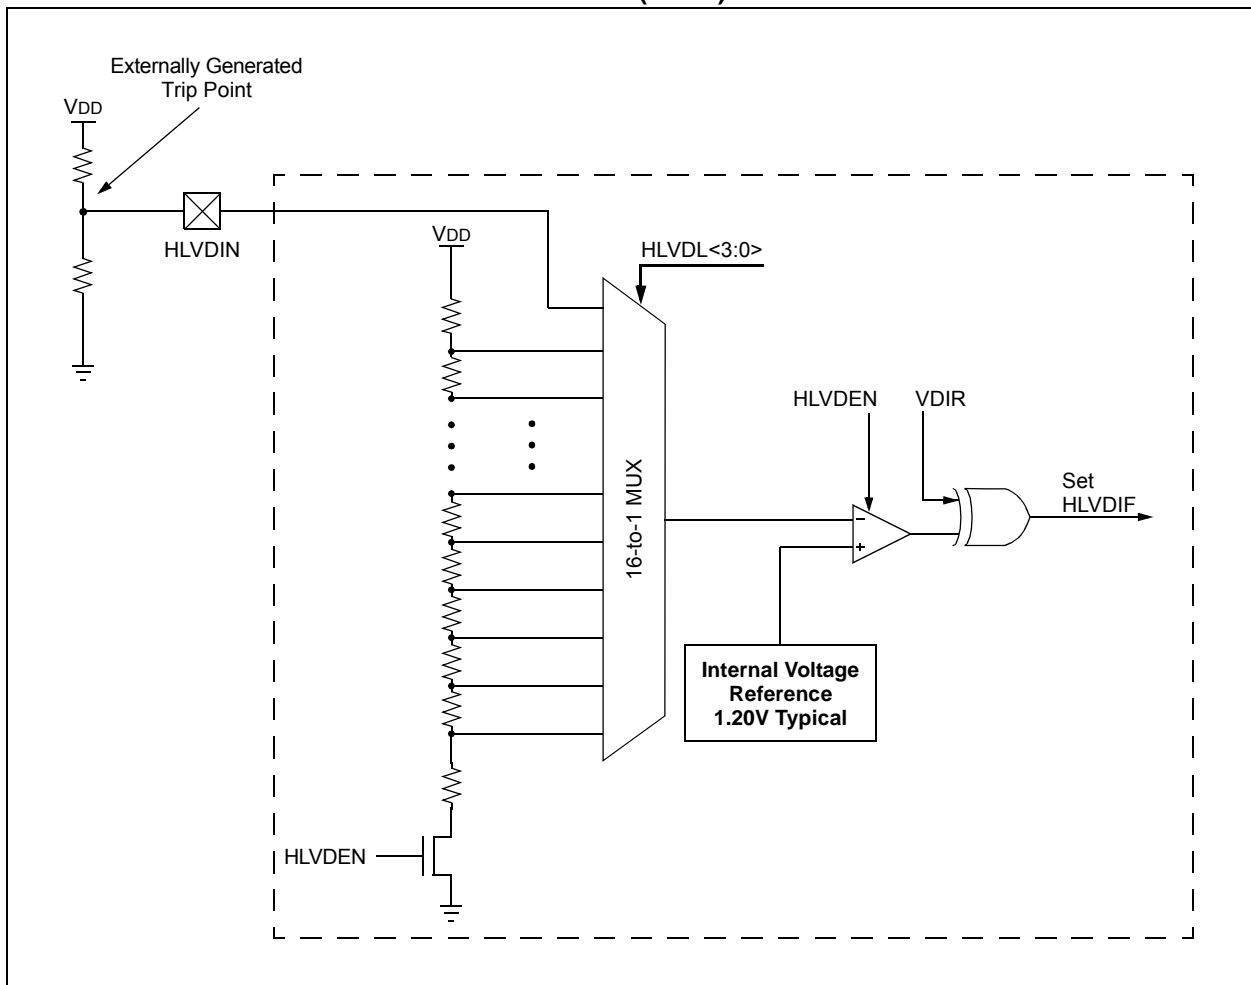 Externally Generated
Trip Point
VDD
HLVDIN
VDD
HLVDL<3:0>
HLVDEN
VDIR
16-to-1 MUX
Set
HLVDIF
–
+
Internal Voltage
Reference
1.20V Typical
HLVDEN